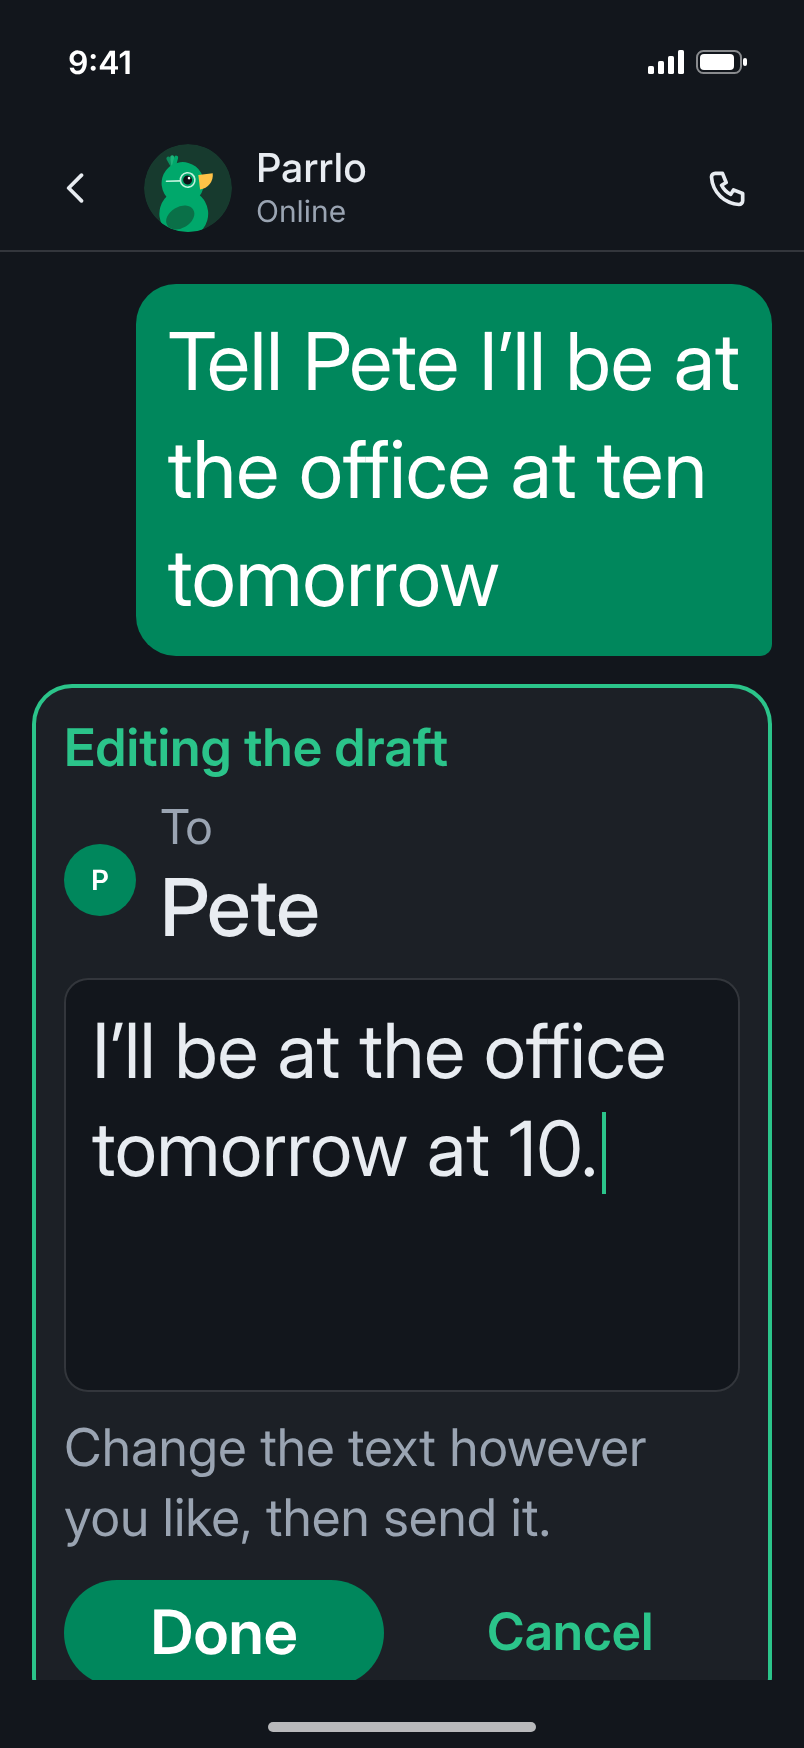 9:41
Parrlo
Online
Tell Pete I’ll be at
the office at ten
tomorrow
Editing the draft
To
P
Pete
I’ll be at the office
tomorrow at 10.
Change the text however
you like, then send it.
Done
Cancel